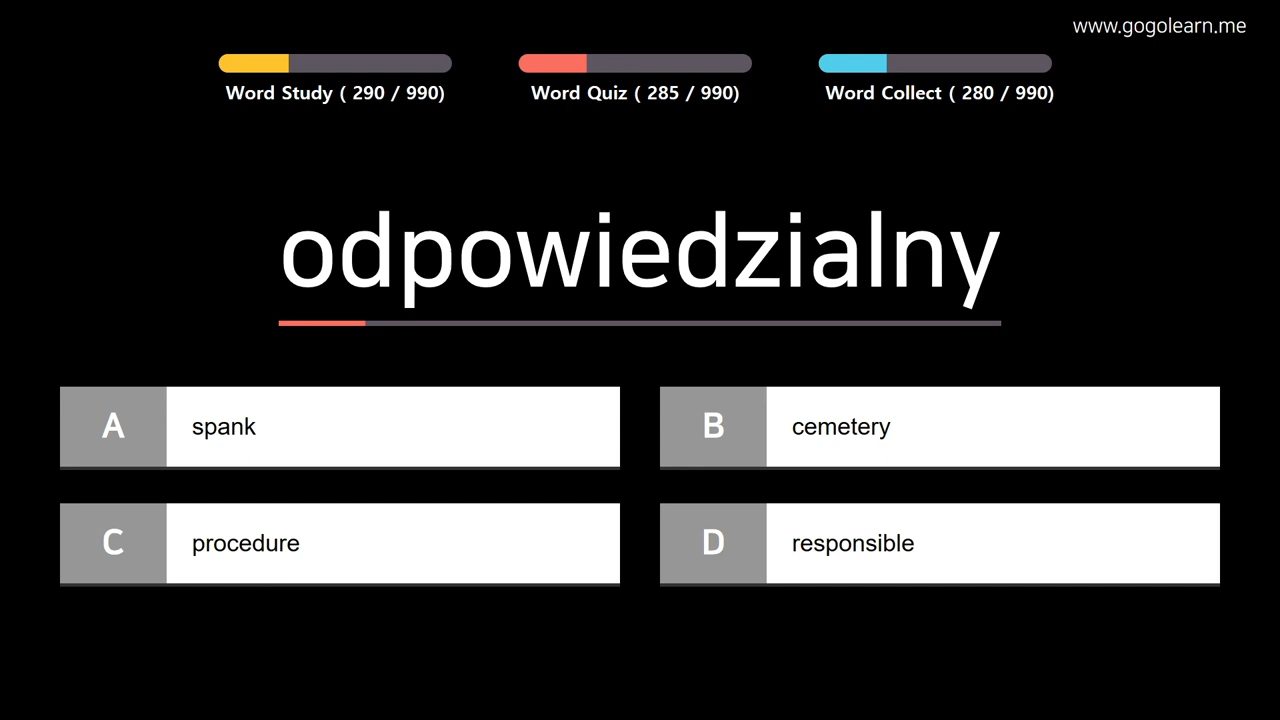 www.gogolearn.me
Word Study ( 290 / 990)
Word Quiz ( 285 / 990)
Word Collect ( 280 / 990)
odpowiedzialny
A spank
B cemetery
C procedure
D responsible